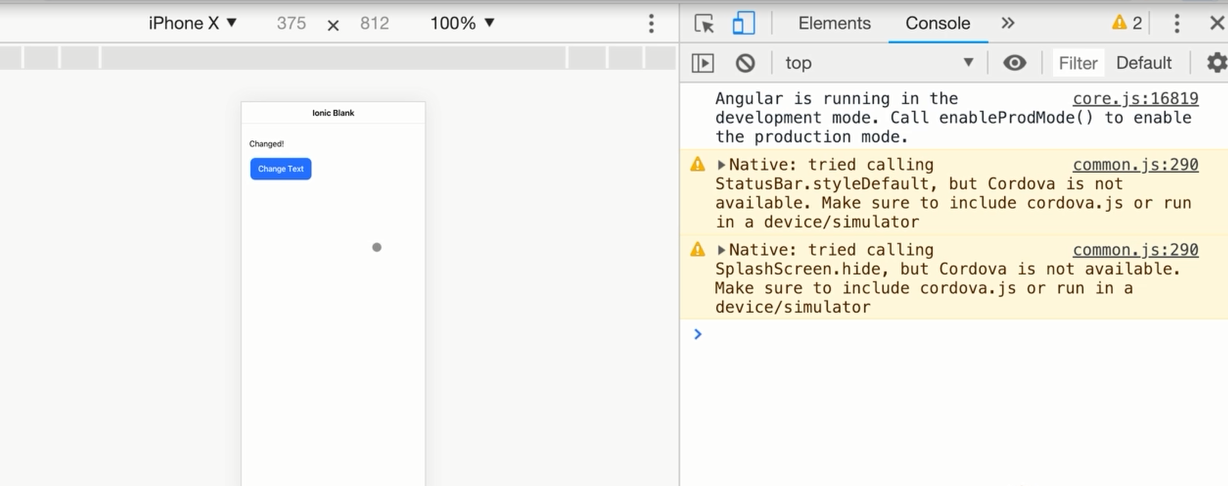 iPhone X ▼ 375 × 812 100% ▼
Elements Console » 2
top ▼ Filter Default
Ionic Blank
Changed!
Change Text
Angular is running in the core.js:16819
development mode. Call enableProdMode() to enable
the production mode.
Native: tried calling common.js:290
StatusBar.styleDefault, but Cordova is not
available. Make sure to include cordova.js or run
in a device/simulator
Native: tried calling common.js:290
SplashScreen.hide, but Cordova is not available.
Make sure to include cordova.js or run in a
device/simulator